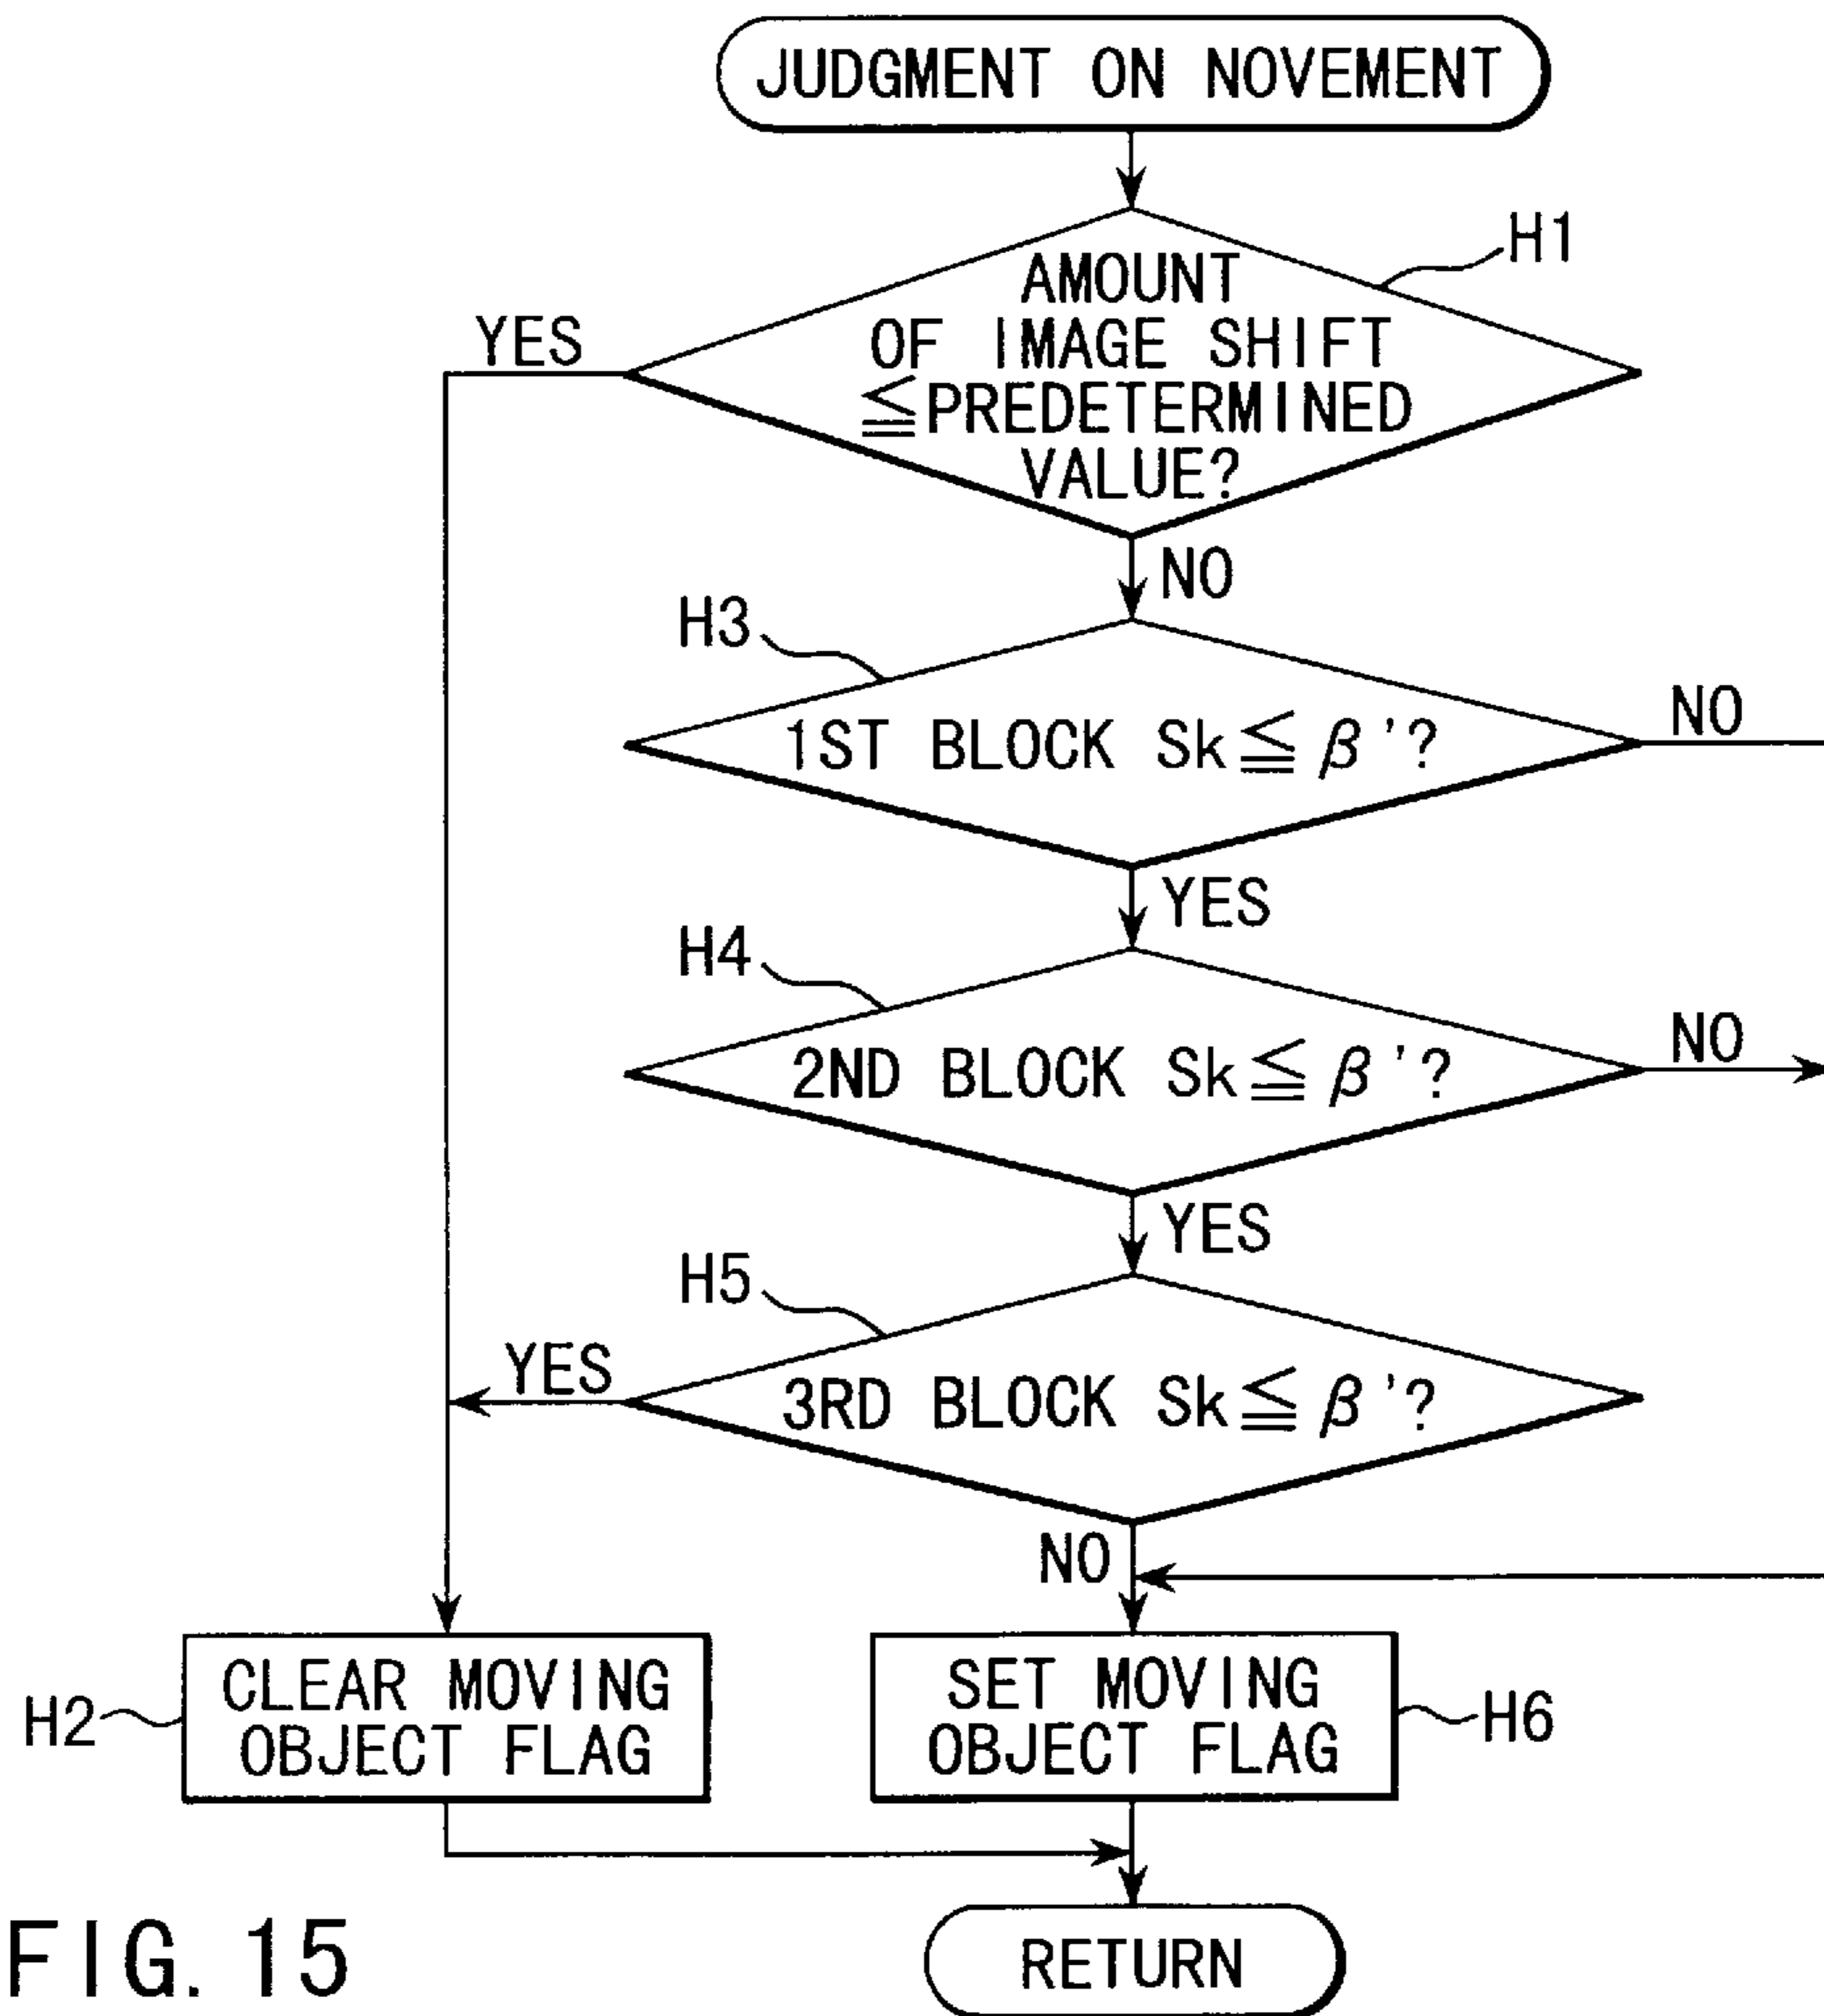 JUDGMENT ON NOVEMENT
H1
AMOUNT
OF IMAGE SHIFT
≦PREDETERMINED
VALUE?
YES
NO
H3
1ST BLOCK Sk≦ β'?
NO
YES
H4
2ND BLOCK Sk≦ β'?
NO
YES
H5
3RD BLOCK Sk≦ β'?
YES
NO
H2
CLEAR MOVING
OBJECT FLAG
SET MOVING
OBJECT FLAG
H6
RETURN
FIG. 15